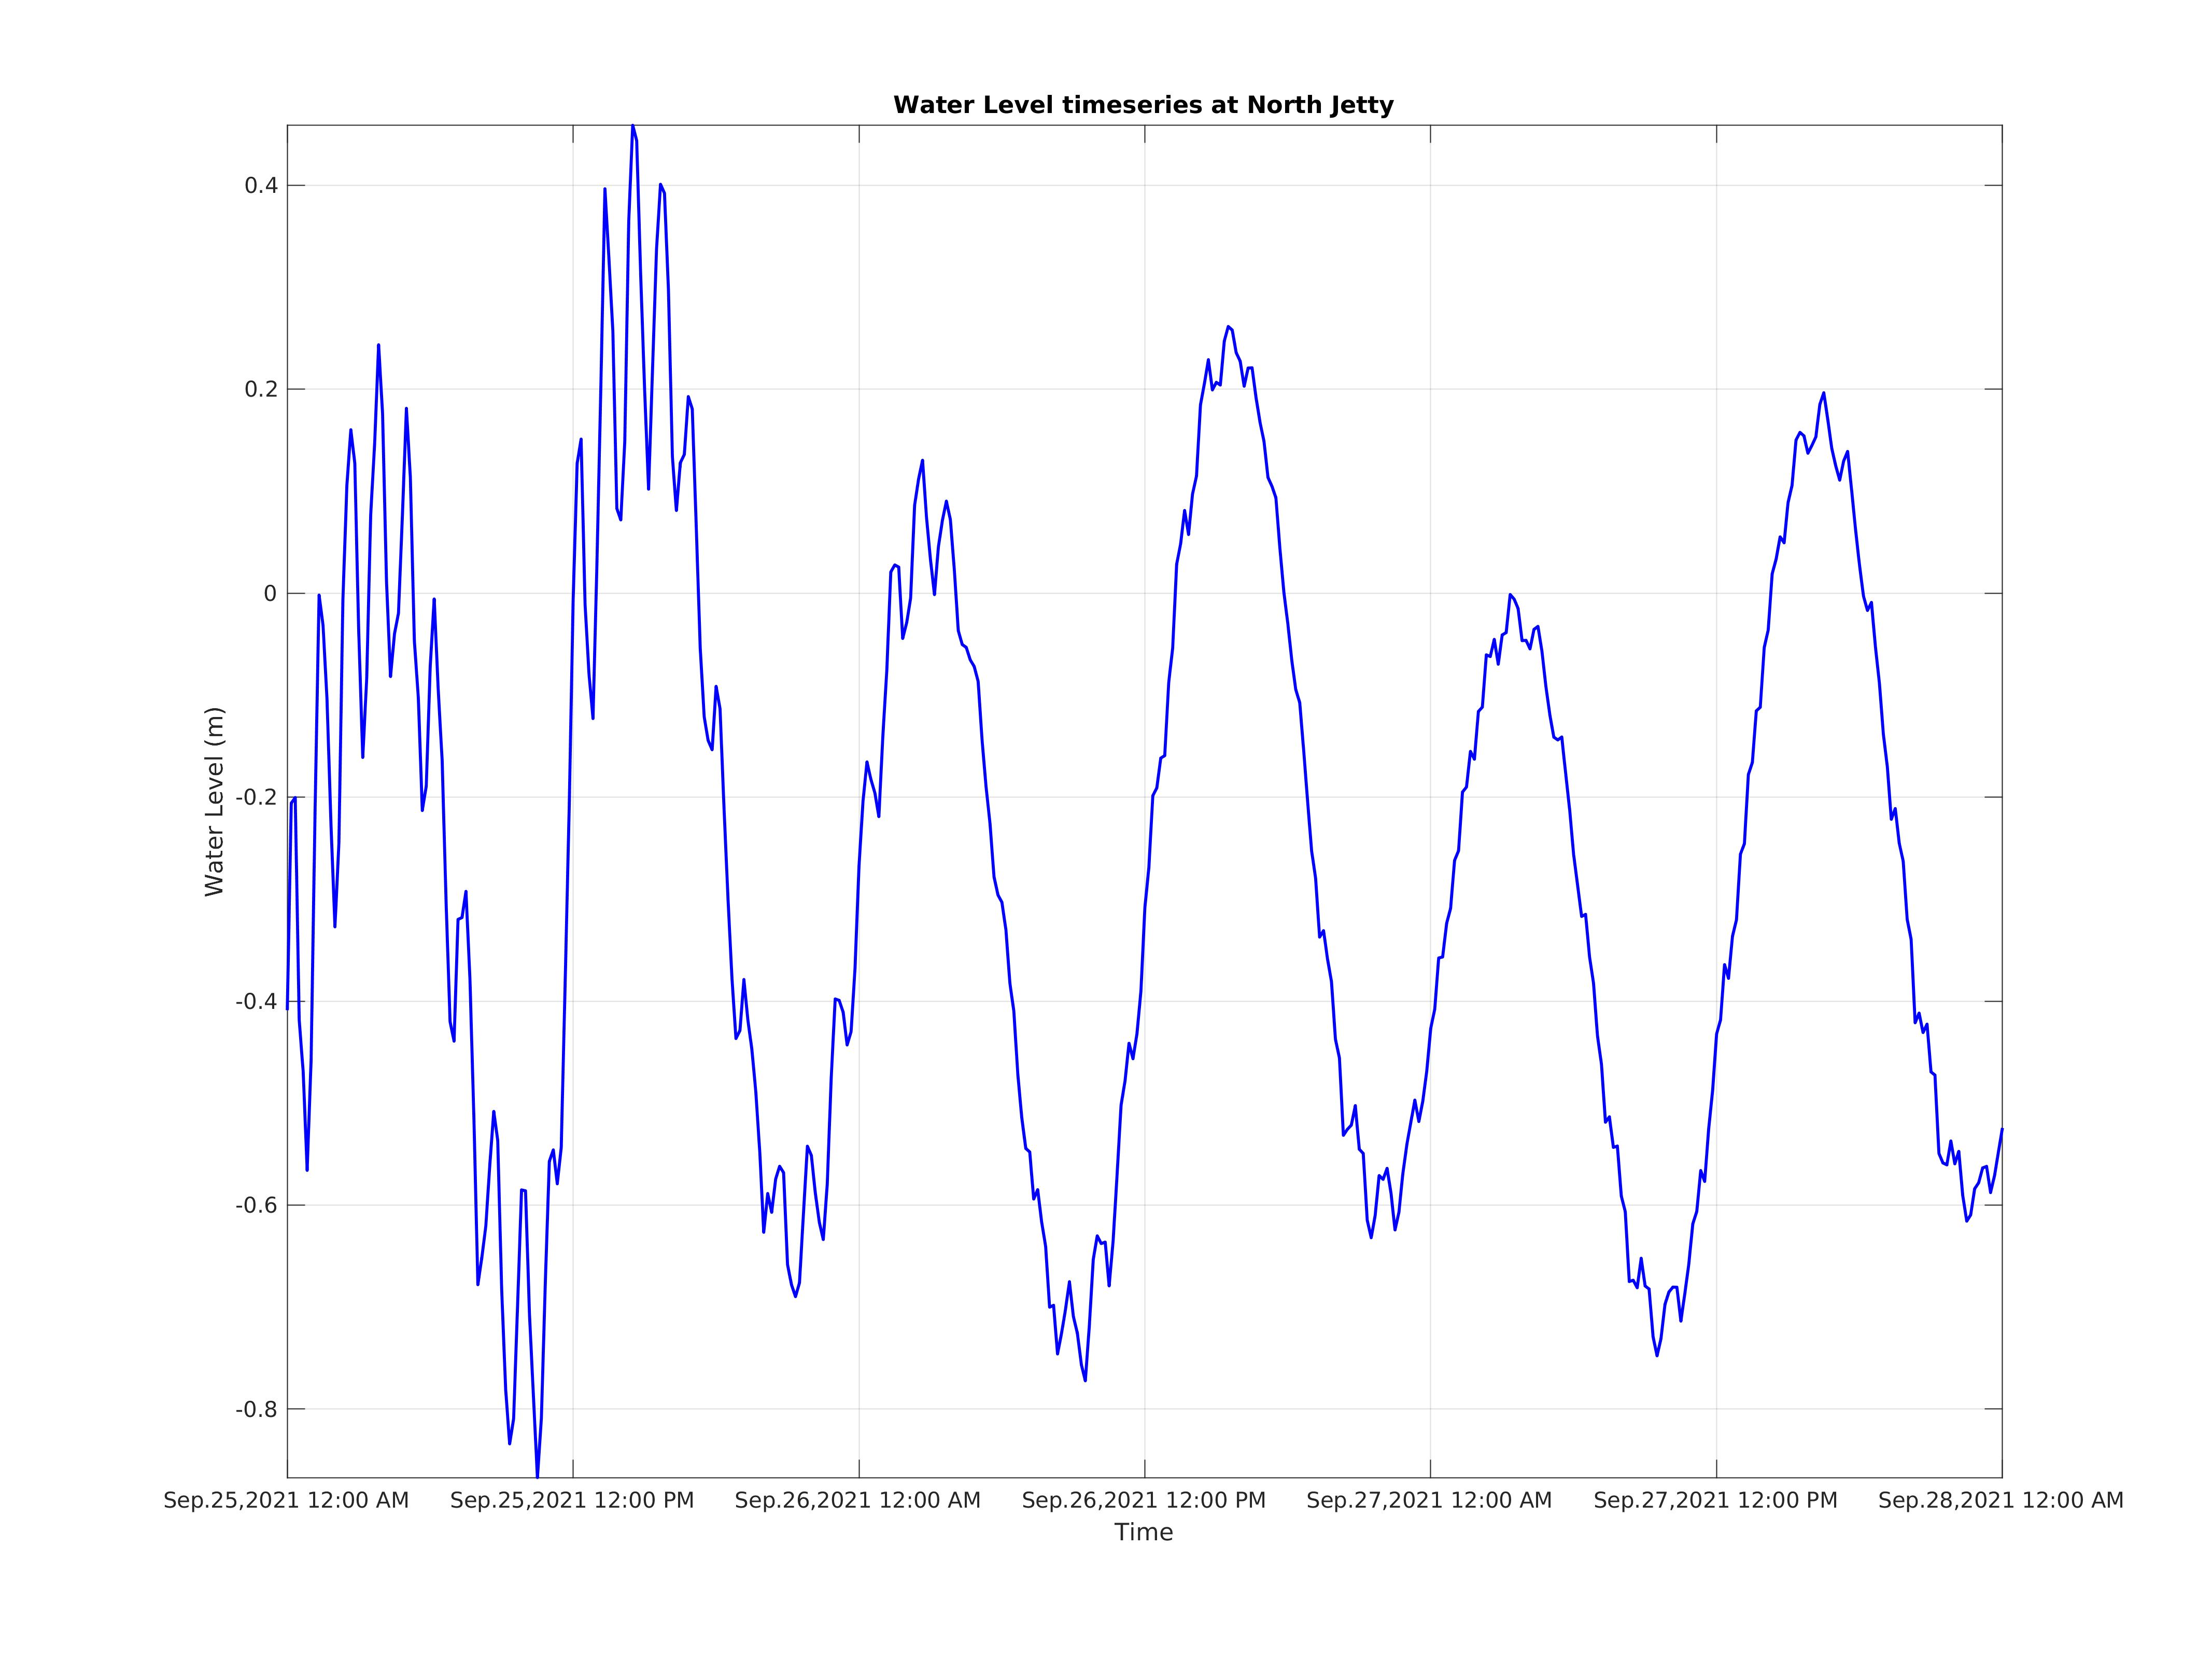 Water Level timeseries at North Jetty
0.4
0.2
0
-0.2
-0.4
-0.6
-0.8
Water Level (m)
Sep.25,2021 12:00 AM
Sep.25,2021 12:00 PM
Sep.26,2021 12:00 AM
Sep.26,2021 12:00 PM
Sep.27,2021 12:00 AM
Sep.27,2021 12:00 PM
Sep.28,2021 12:00 AM
Time